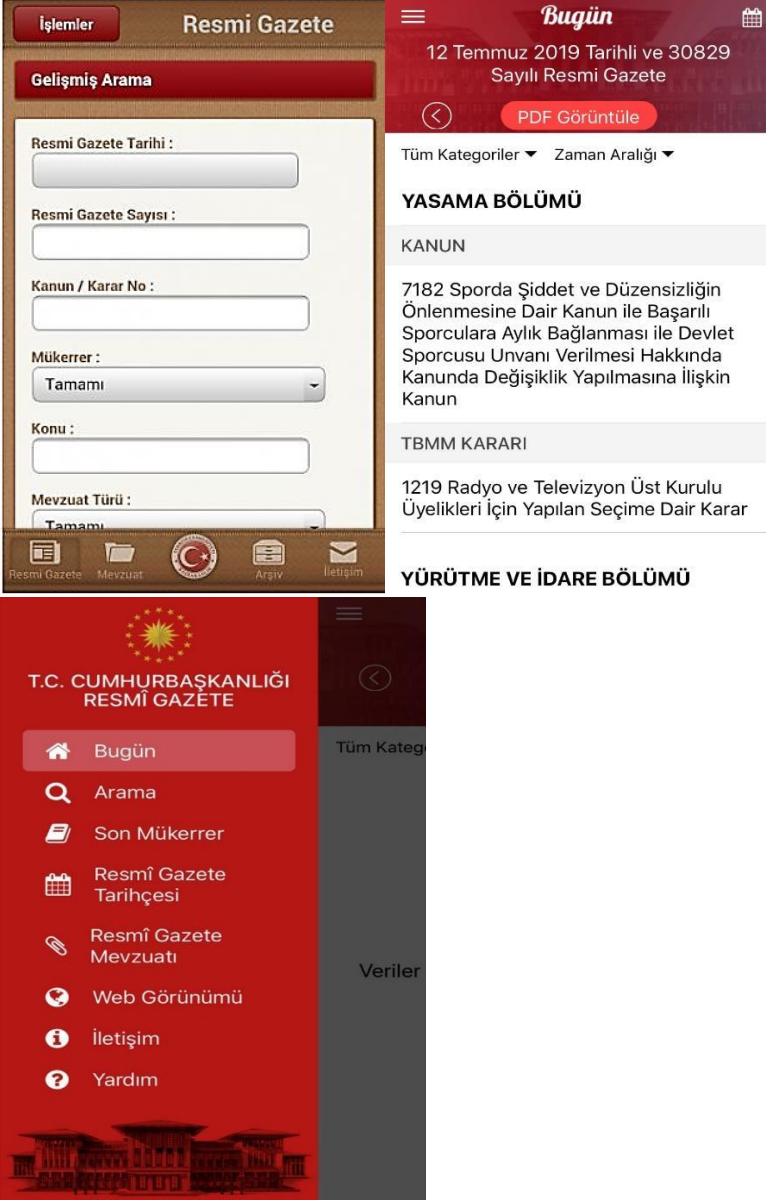 İşlemler
Resmi Gazete
Gelişmiş Arama
Resmi Gazete Tarihi :
Resmi Gazete Sayısı :
Kanun / Karar No :
Mükerrer :
Tamamı
Konu :
Mevzuat Türü :
Tamamı
Resmi Gazete
Mevzuat
Arşiv
İletişim
Bugün
12 Temmuz 2019 Tarihli ve 30829
Sayılı Resmi Gazete
PDF Görüntüle
Tüm Kategoriler
Zaman Aralığı
YASAMA BÖLÜMÜ
KANUN
7182 Sporda Şiddet ve Düzensizliğin
Önlenmesine Dair Kanun ile Başarılı
Sporculara Aylık Bağlanması ile Devlet
Sporcusu Unvanı Verilmesi Hakkında
Kanunda Değişiklik Yapılmasına İlişkin
Kanun
TBMM KARARI
1219 Radyo ve Televizyon Üst Kurulu
Üyelikleri İçin Yapılan Seçime Dair Karar
YÜRÜTME VE İDARE BÖLÜMÜ
T.C. CUMHURBAŞKANLIĞI
RESMÎ GAZETE
Bugün
Arama
Son Mükerrer
Resmî Gazete
Tarihçesi
Resmî Gazete
Mevzuatı
Web Görünümü
İletişim
Yardım
Tüm Kateg
Veriler